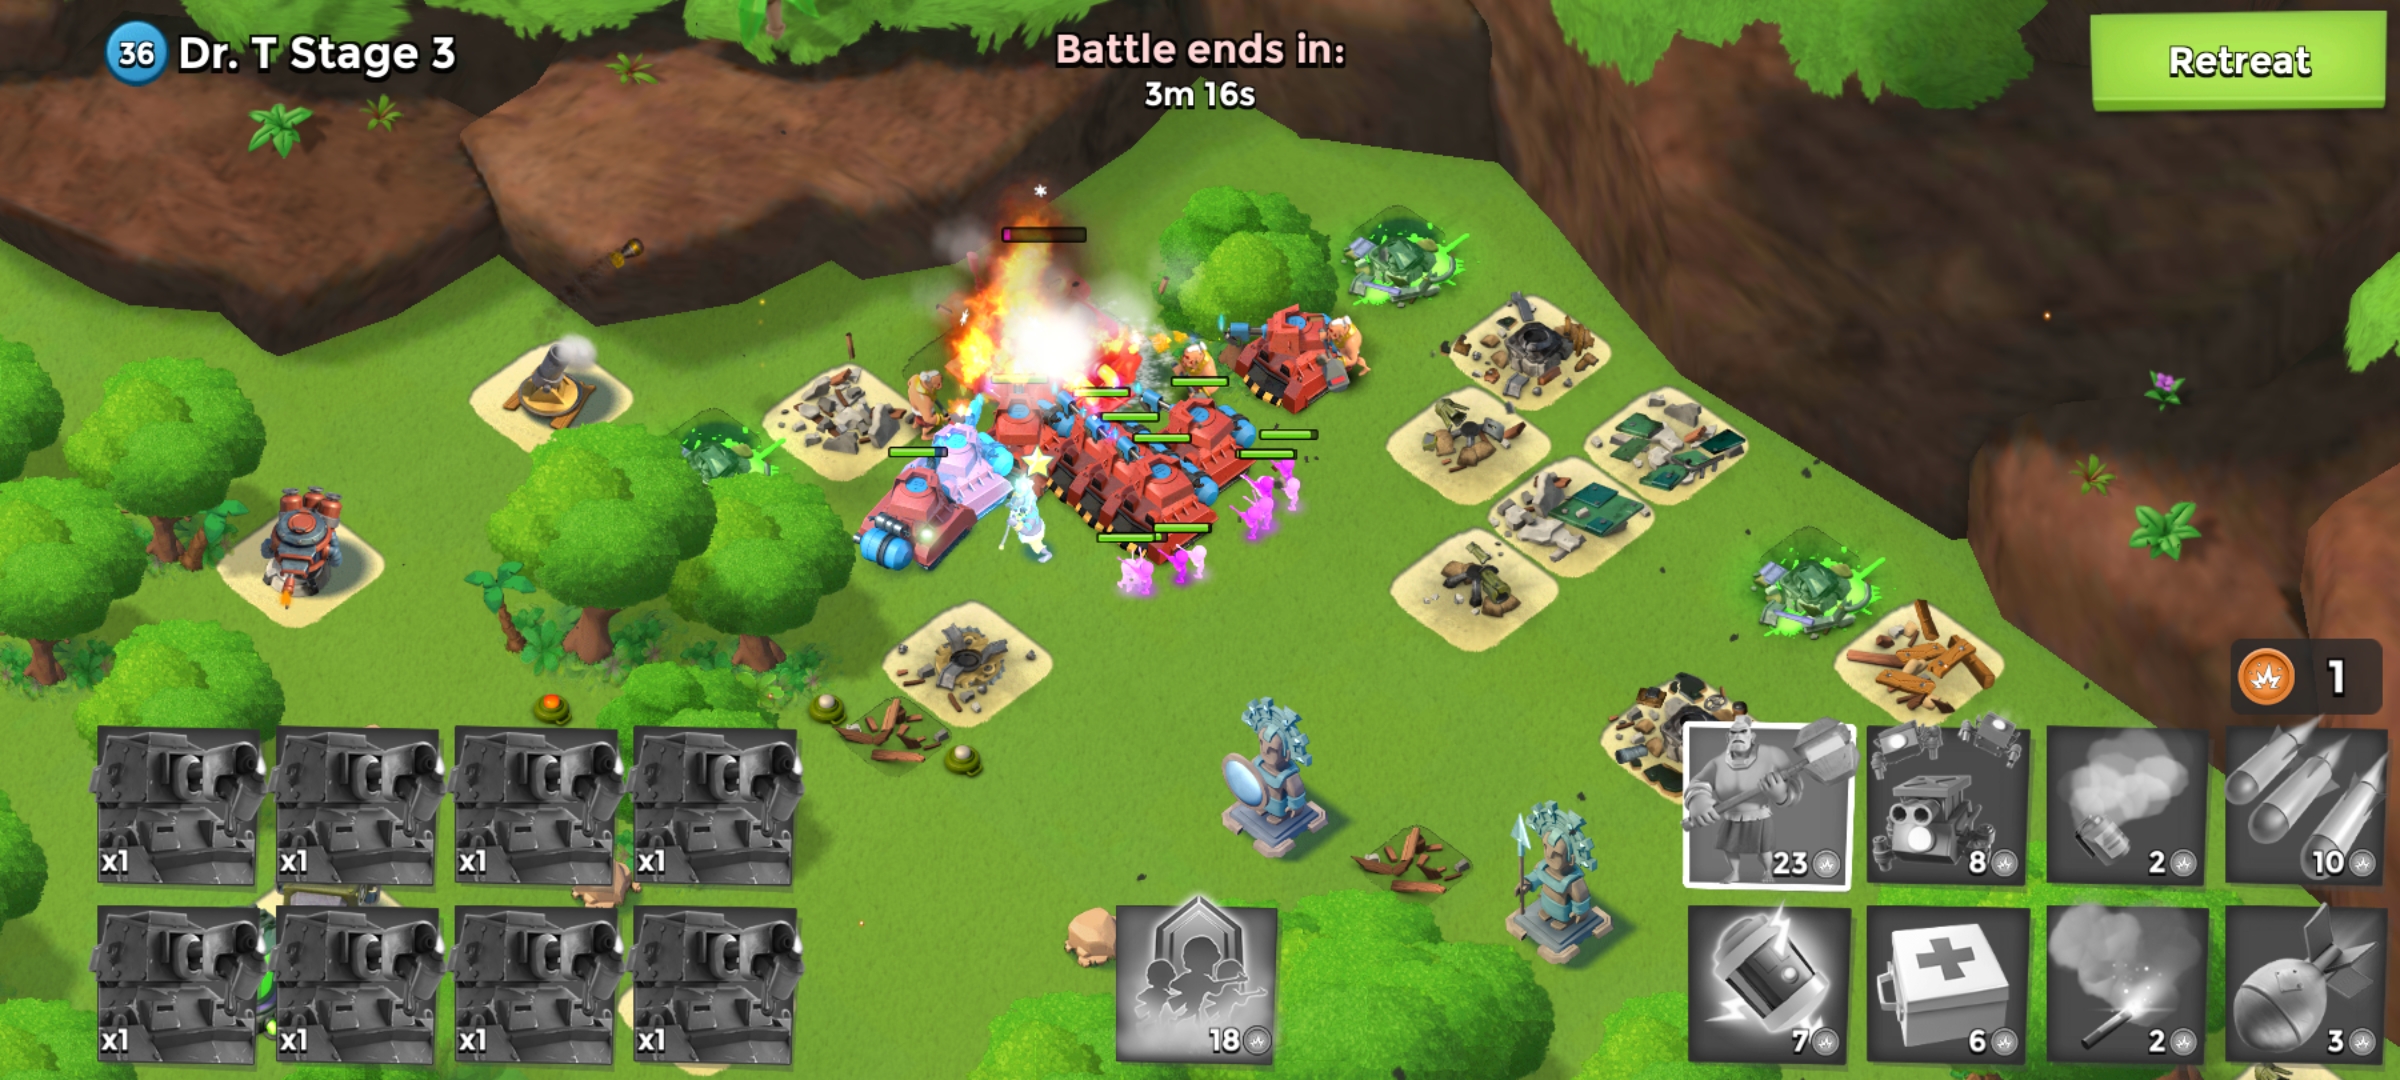 36 Dr. T Stage 3
Battle ends in:
3m 16s
Retreat
1
x1 x1 x1 x1
23 8 2 10
x1 x1 x1 x1
18
7 6 2 3